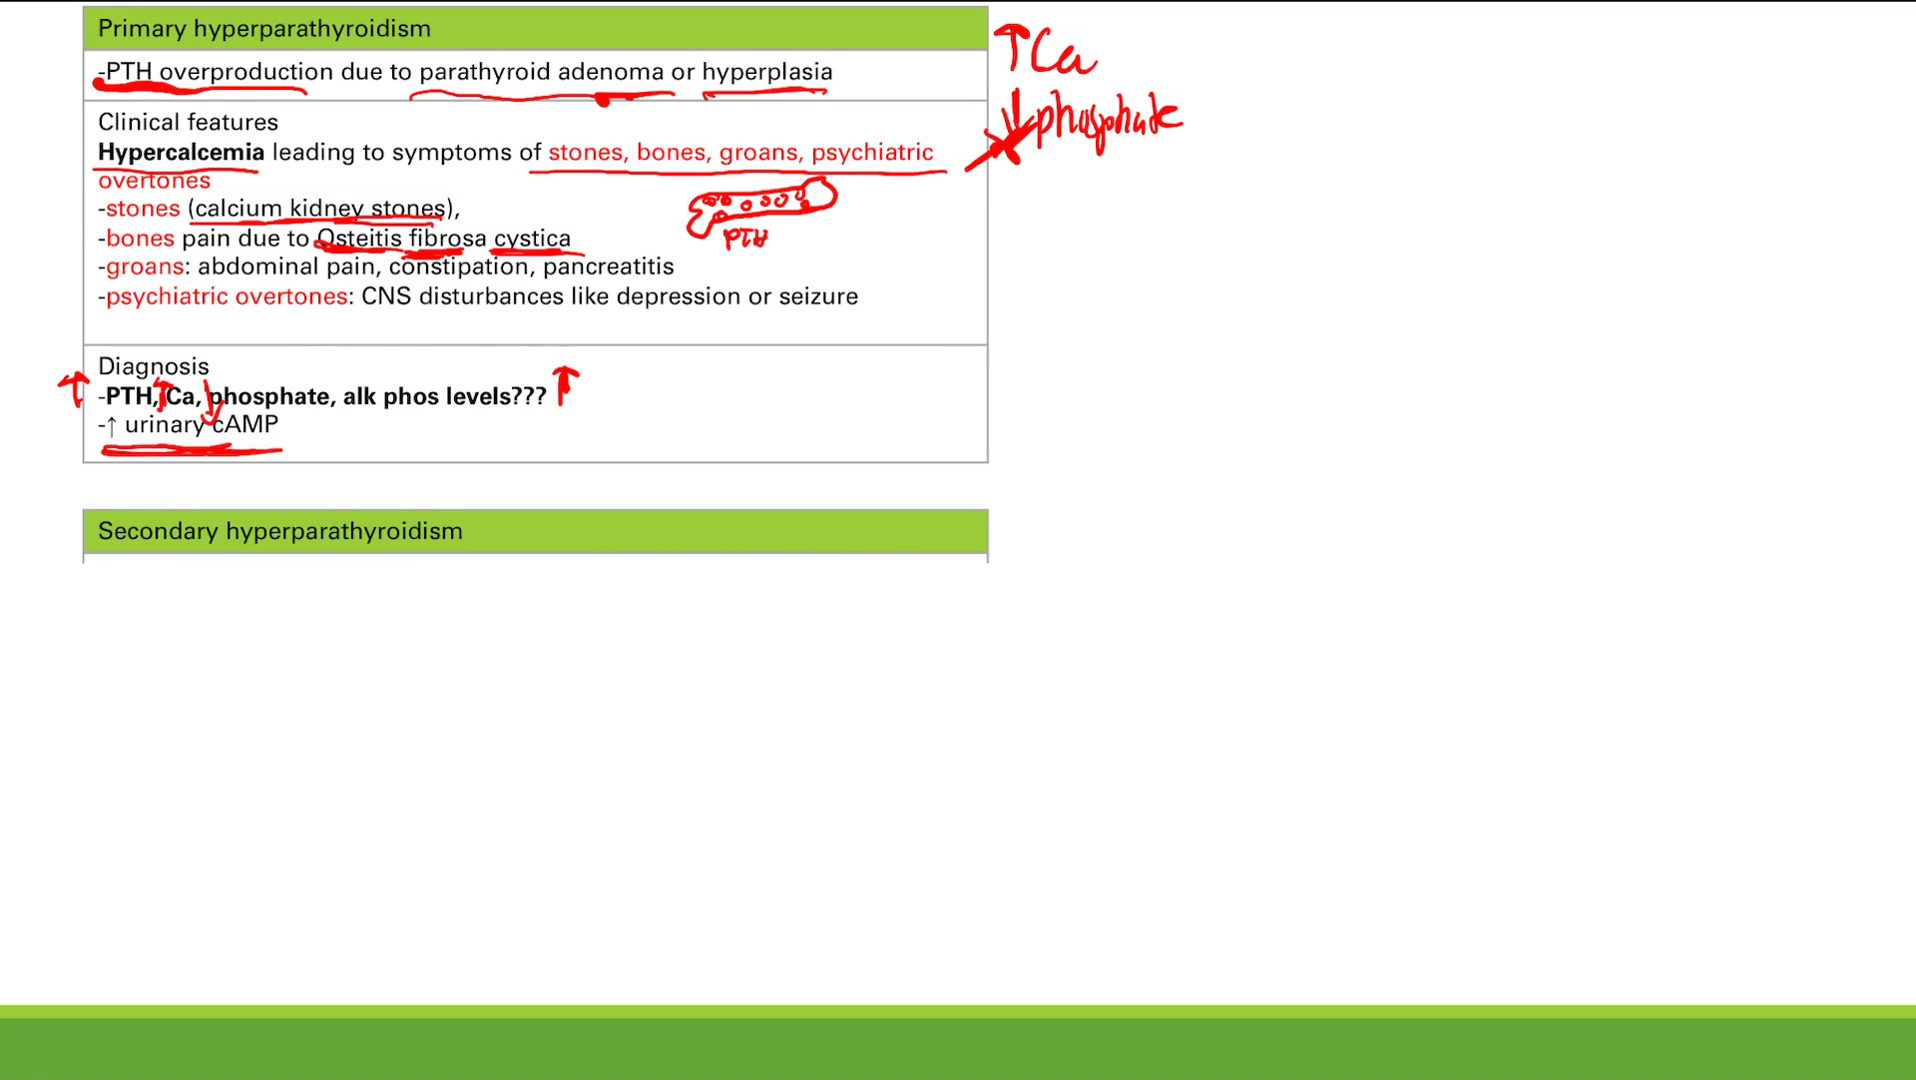 Primary hyperparathyroidism
↑Ca
-PTH overproduction due to parathyroid adenoma or hyperplasia
↓phosphate
Clinical features
Hypercalcemia leading to symptoms of stones, bones, groans, psychiatric
overtones
-stones (calcium kidney stones),
-bones pain due to Osteitis fibrosa cystica
PTH
-groans: abdominal pain, constipation, pancreatitis
-psychiatric overtones: CNS disturbances like depression or seizure
Diagnosis
↑ -PTH, ↑Ca, ↓phosphate, alk phos levels??? ↑
-↑ urinary cAMP
Secondary hyperparathyroidism